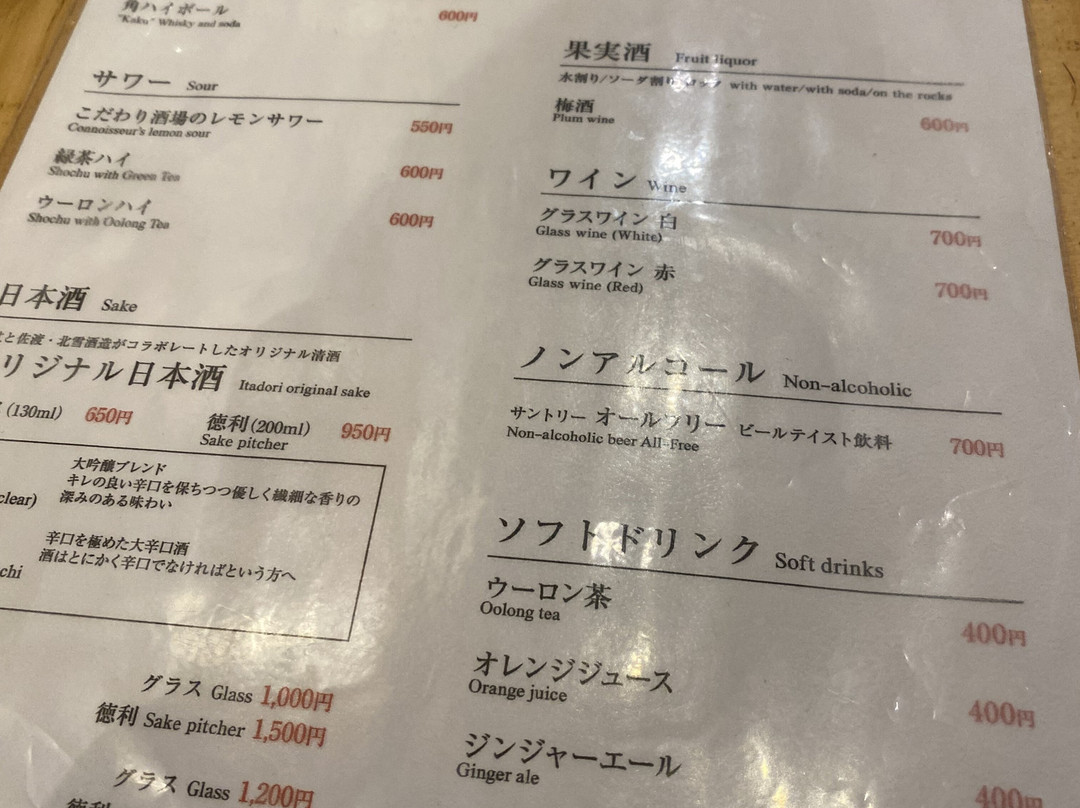 角ハイボール
"Kaku" Whisky and soda
600円
サワー Sour
こだわり酒場のレモンサワー
Connoisseur's lemon sour
550円
緑茶ハイ
Shochu with Green Tea
600円
ウーロンハイ
Shochu with Oolong Tea
600円
日本酒 Sake
と佐渡・北雪酒造がコラボレートしたオリジナル清酒
リジナル日本酒 Itadori original sake
(130ml) 650円 徳利(200ml) 950円
Sake pitcher
大吟醸ブレンド
キレの良い辛口を保ちつつ優しく繊細な香りの
clear) 深みのある味わい
辛口を極めた大辛口酒
酒はとにかく辛口でなければという方へ
chi
グラス Glass 1,000円
徳利 Sake pitcher 1,500円
グラス Glass 1,200円
徳利
果実酒 Fruit liquor
水割り/ソーダ割り/ロック with water/with soda/on the rocks
梅酒
Plum wine
600円
ワイン Wine
グラスワイン 白
Glass wine (White)
700円
グラスワイン 赤
Glass wine (Red)
700円
ノンアルコール Non-alcoholic
サントリー オールフリー ビールテイスト飲料
Non-alcoholic beer All-Free
700円
ソフトドリンク Soft drinks
ウーロン茶
Oolong tea
400円
オレンジジュース
Orange juice
400円
ジンジャーエール
Ginger ale
400円